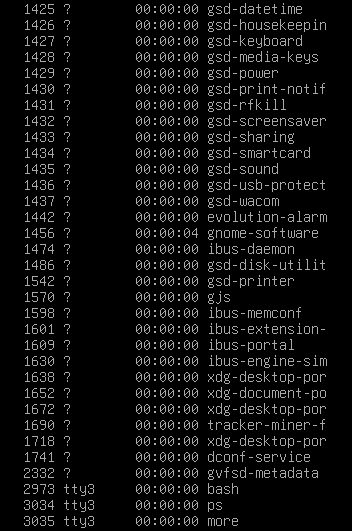 1425 ? 00:00:00 gsd-datetime
1426 ? 00:00:00 gsd-housekeepin
1427 ? 00:00:00 gsd-keyboard
1428 ? 00:00:00 gsd-media-keys
1429 ? 00:00:00 gsd-power
1430 ? 00:00:00 gsd-print-notif
1431 ? 00:00:00 gsd-rfkill
1432 ? 00:00:00 gsd-screensaver
1433 ? 00:00:00 gsd-sharing
1434 ? 00:00:00 gsd-smartcard
1435 ? 00:00:00 gsd-sound
1436 ? 00:00:00 gsd-usb-protect
1437 ? 00:00:00 gsd-wacom
1442 ? 00:00:00 evolution-alarm
1456 ? 00:00:04 gnome-software
1474 ? 00:00:00 ibus-daemon
1486 ? 00:00:00 gsd-disk-utilit
1542 ? 00:00:00 gsd-printer
1570 ? 00:00:00 gjs
1598 ? 00:00:00 ibus-memconf
1601 ? 00:00:00 ibus-extension-
1609 ? 00:00:00 ibus-portal
1630 ? 00:00:00 ibus-engine-sim
1638 ? 00:00:00 xdg-desktop-por
1652 ? 00:00:00 xdg-document-po
1672 ? 00:00:00 xdg-desktop-por
1690 ? 00:00:00 tracker-miner-f
1718 ? 00:00:00 xdg-desktop-por
1741 ? 00:00:00 dconf-service
2332 ? 00:00:00 gvfsd-metadata
2973 tty3 00:00:00 bash
3034 tty3 00:00:00 ps
3035 tty3 00:00:00 more